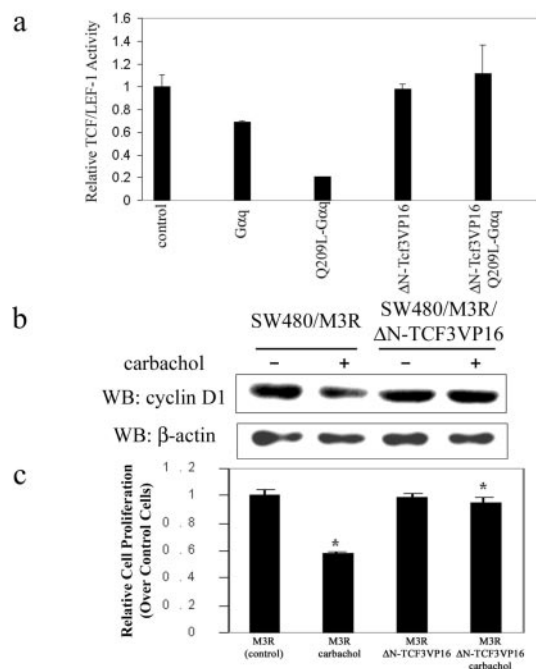 a
Relative TCF/LEF-1 Activity
1.4
1.2
1
0.8
0.6
0.4
0.2
0
control
Gαq
Q209L-Gαq
ΔN-Tcf3VP16
ΔN-Tcf3VP16
Q209L-Gαq
b
SW480/M3R
SW480/M3R/
ΔN-TCF3VP16
carbachol
− + − +
WB: cyclin D1
WB: β-actin
c
Relative Cell Proliferation
(Over Control Cells)
1 . 2
1
0 . 8
0 . 6
0 . 4
0 . 2
0
*
*
M3R
(control)
M3R
carbachol
M3R
ΔN-TCF3VP16
M3R
ΔN-TCF3VP16
carbachol